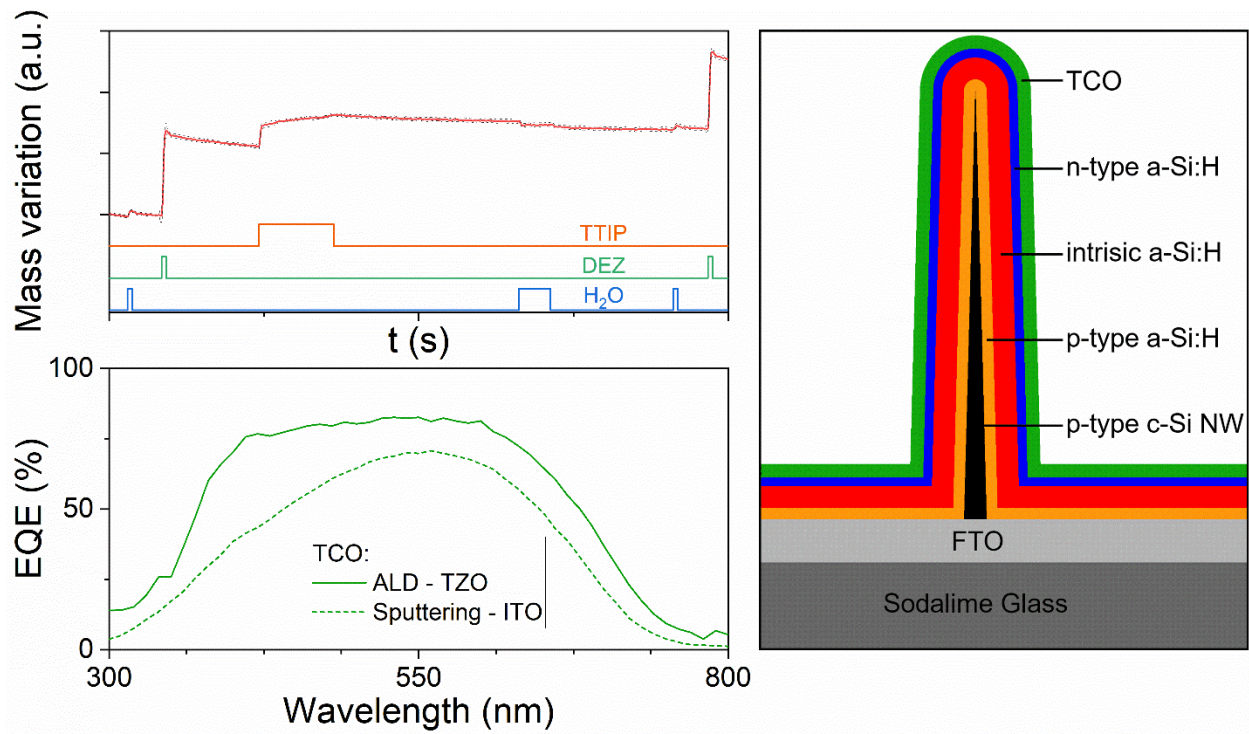 Mass variation (a.u.)
TTIP
DEZ
H₂O
t (s)
EQE (%)
100
50
0
TCO:
ALD - TZO
Sputtering - ITO
300
550
800
Wavelength (nm)
TCO
n-type a-Si:H
intrisic a-Si:H
p-type a-Si:H
p-type c-Si NW
FTO
Sodalime Glass